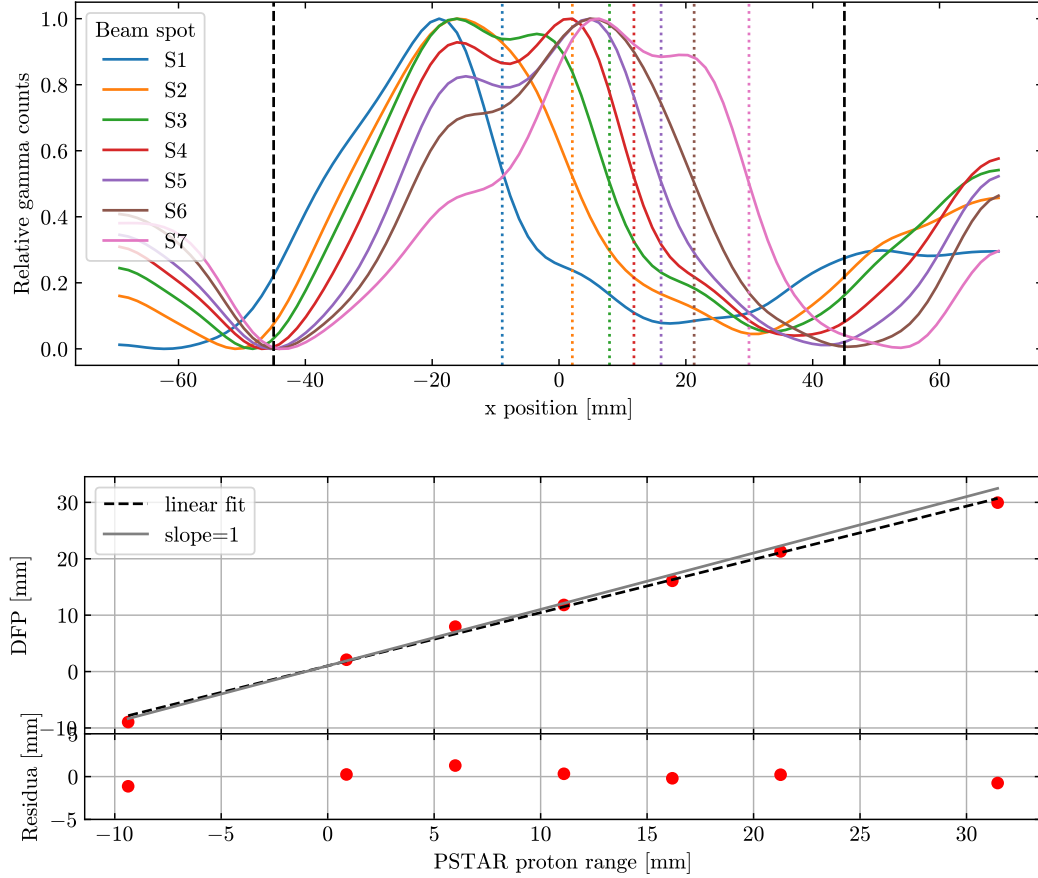 Relative gamma counts
1.0
0.8
0.6
0.4
0.2
0.0
Beam spot
S1
S2
S3
S4
S5
S6
S7
−60
−40
−20
0
20
40
60
x position [mm]
DFP [mm]
30
20
10
0
−10
linear fit
slope=1
Residua [mm]
5
0
−5
−10
−5
0
5
10
15
20
25
30
PSTAR proton range [mm]